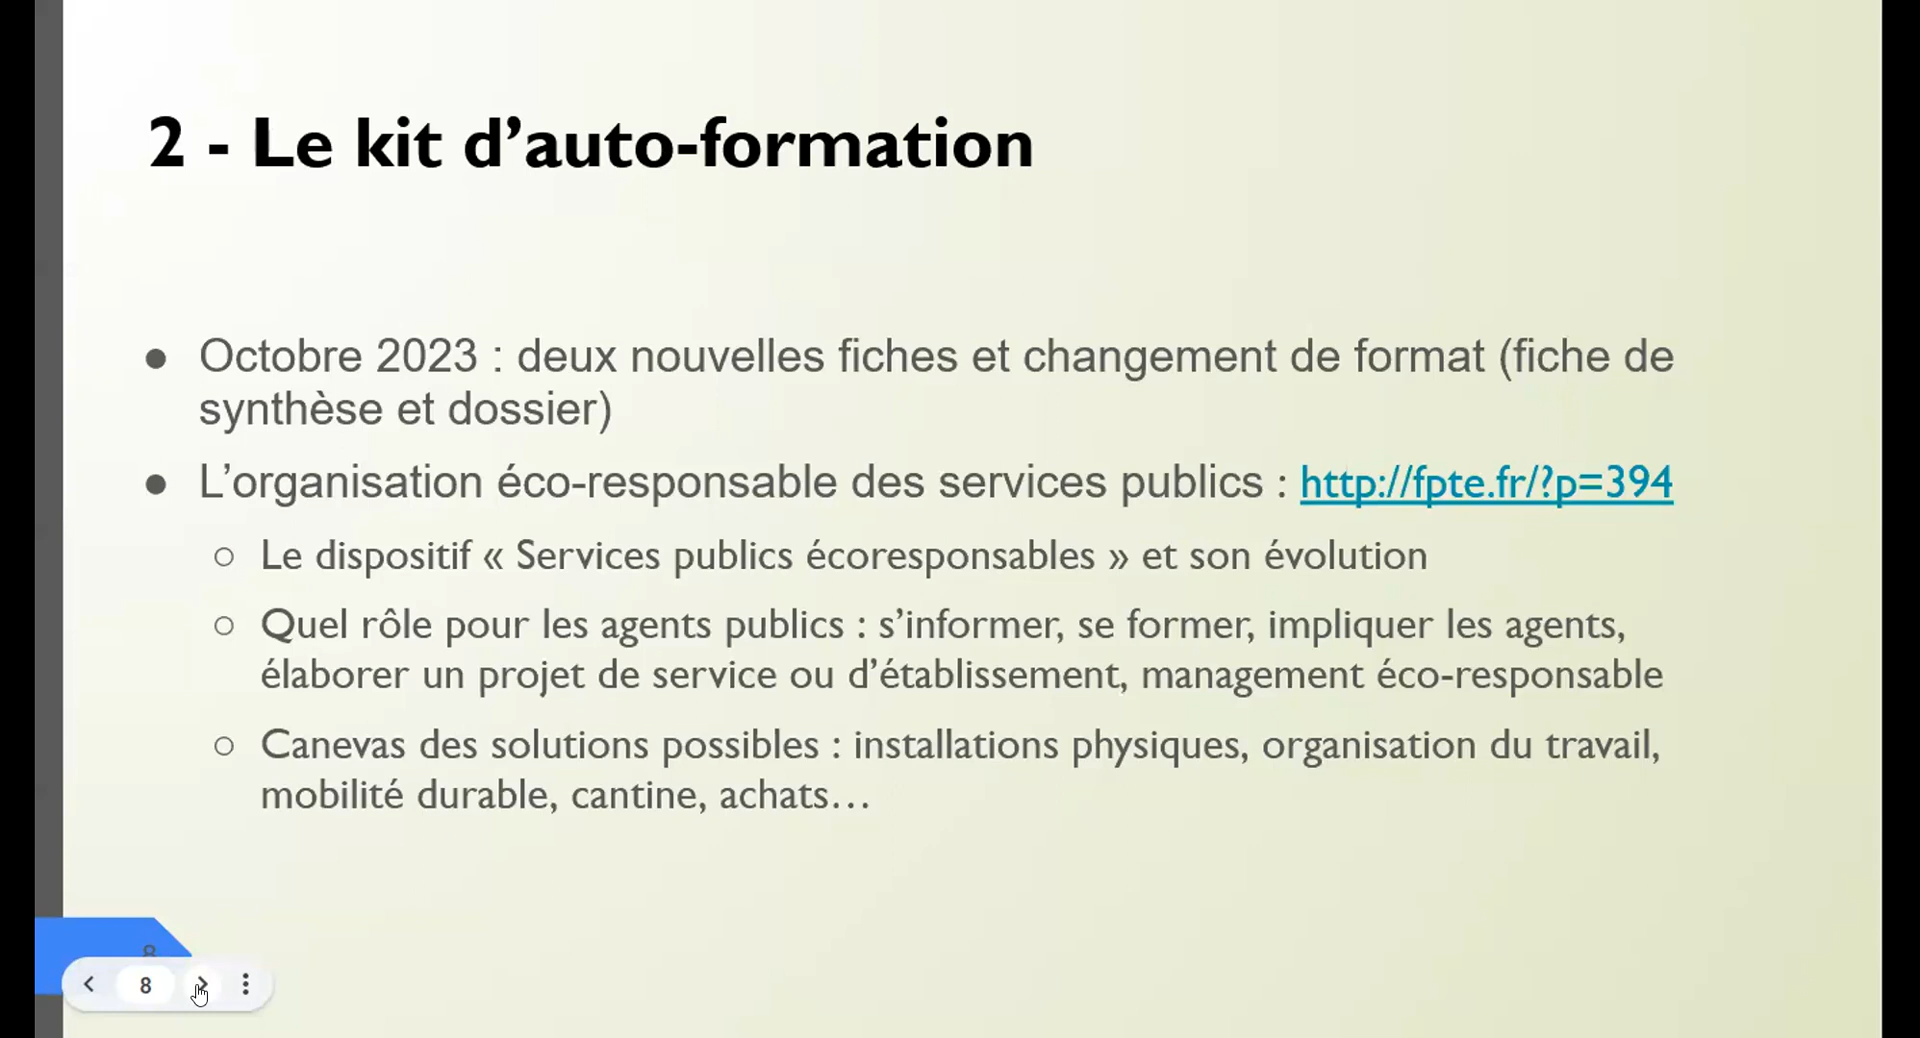 2 - Le kit d’auto-formation
● Octobre 2023 : deux nouvelles fiches et changement de format (fiche de
synthèse et dossier)
● L’organisation éco-responsable des services publics : http://fpte.fr/?p=394
○ Le dispositif « Services publics écoresponsables » et son évolution
○ Quel rôle pour les agents publics : s’informer, se former, impliquer les agents,
élaborer un projet de service ou d’établissement, management éco-responsable
○ Canevas des solutions possibles : installations physiques, organisation du travail,
mobilité durable, cantine, achats…
8
8